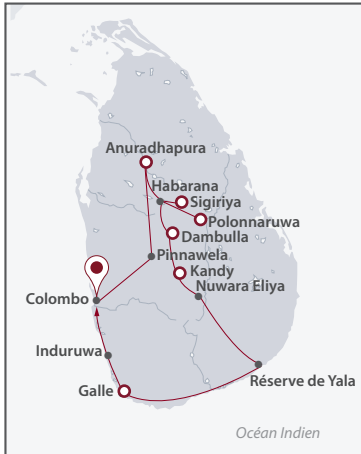 Anuradhapura
Habarana
Sigiriya
Polonnaruwa
Dambulla
Pinnawela
Kandy
Nuwara Eliya
Colombo
Induruwa
Réserve de Yala
Galle
Océan Indien